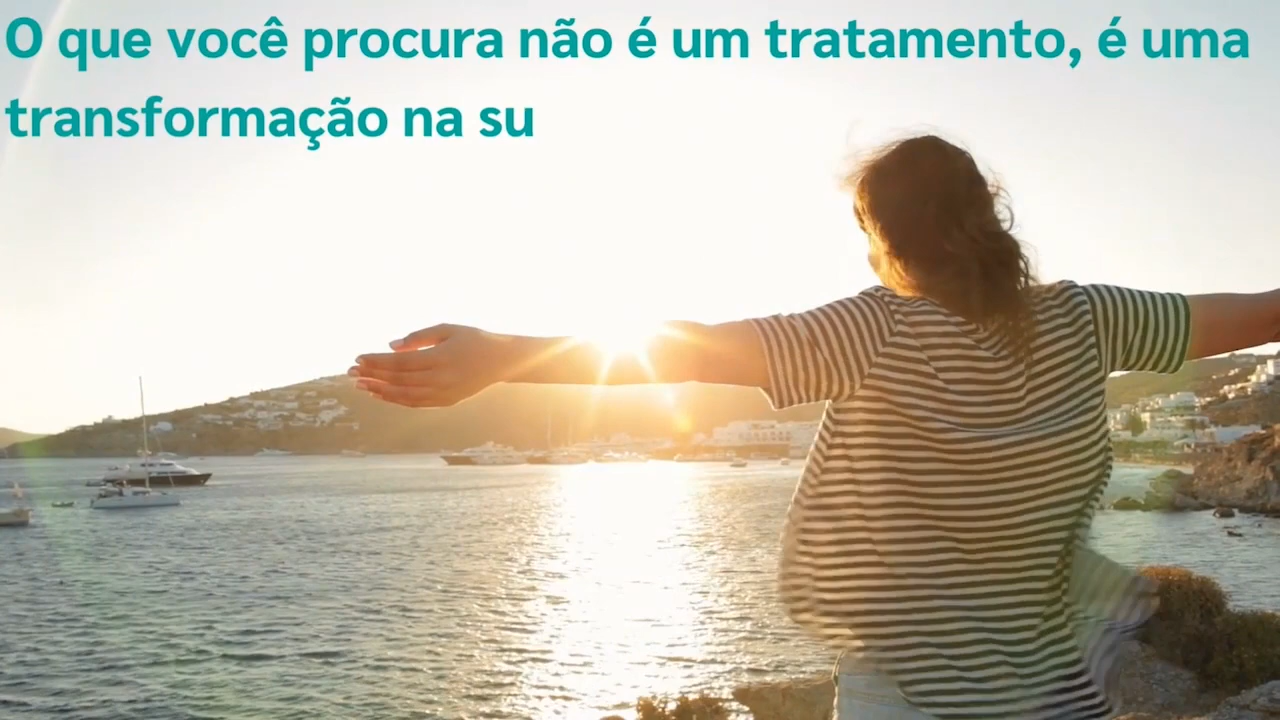 O que você procura não é um tratamento, é uma
transformação na su